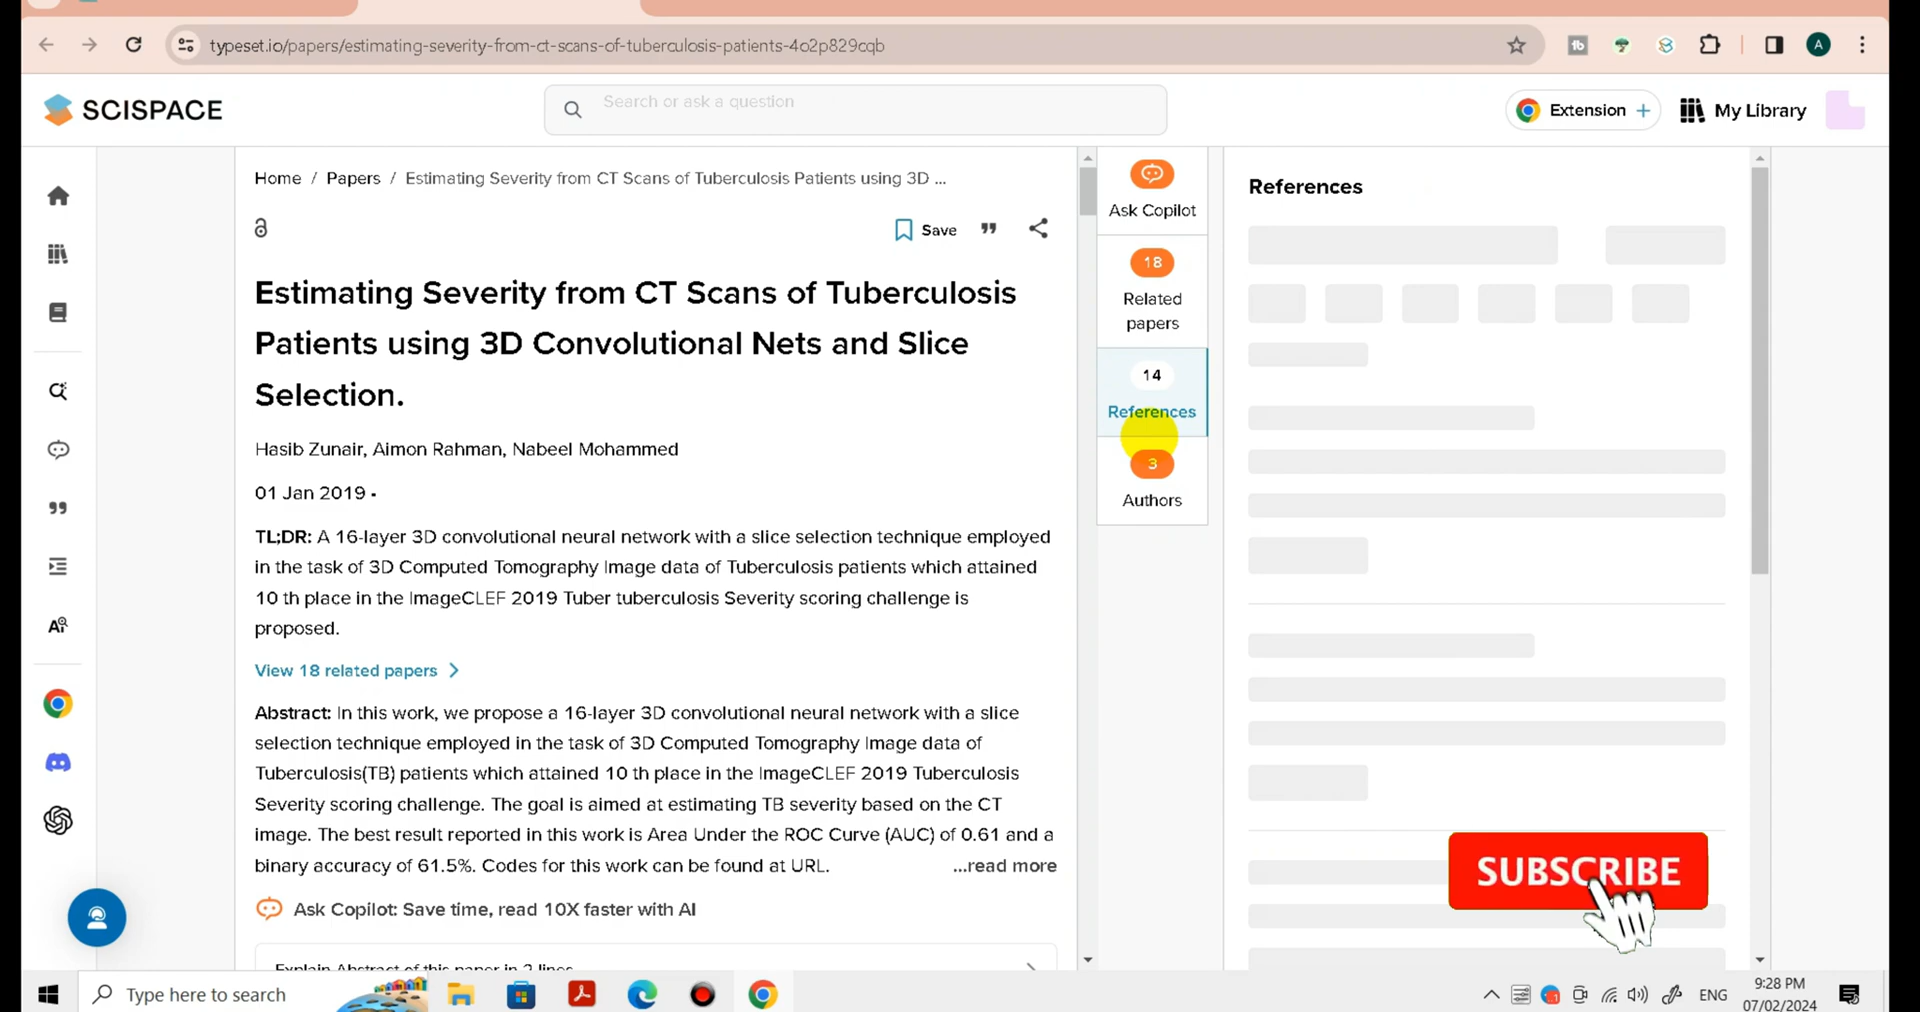 typeset.io/papers/estimating-severity-from-ct-scans-of-tuberculosis-patients-4o2p829cqb
A
SCISPACE
Search or ask a question
Extension +
My Library
Home / Papers / Estimating Severity from CT Scans of Tuberculosis Patients using 3D ...
Save
Estimating Severity from CT Scans of Tuberculosis
Patients using 3D Convolutional Nets and Slice
Selection.
Hasib Zunair, Aimon Rahman, Nabeel Mohammed
01 Jan 2019 •
TL;DR: A 16-layer 3D convolutional neural network with a slice selection technique employed
in the task of 3D Computed Tomography Image data of Tuberculosis patients which attained
10 th place in the ImageCLEF 2019 Tuber tuberculosis Severity scoring challenge is
proposed.
View 18 related papers
Abstract: In this work, we propose a 16-layer 3D convolutional neural network with a slice
selection technique employed in the task of 3D Computed Tomography Image data of
Tuberculosis(TB) patients which attained 10 th place in the ImageCLEF 2019 Tuberculosis
Severity scoring challenge. The goal is aimed at estimating TB severity based on the CT
image. The best result reported in this work is Area Under the ROC Curve (AUC) of 0.61 and a
binary accuracy of 61.5%. Codes for this work can be found at URL.
...read more
Ask Copilot: Save time, read 10X faster with AI
Explain Abstract of this paper in 2 lines
Ask Copilot
18
Related
papers
14
References
3
Authors
References
SUBSCRIBE
Type here to search
ENG
9:28 PM
07/02/2024